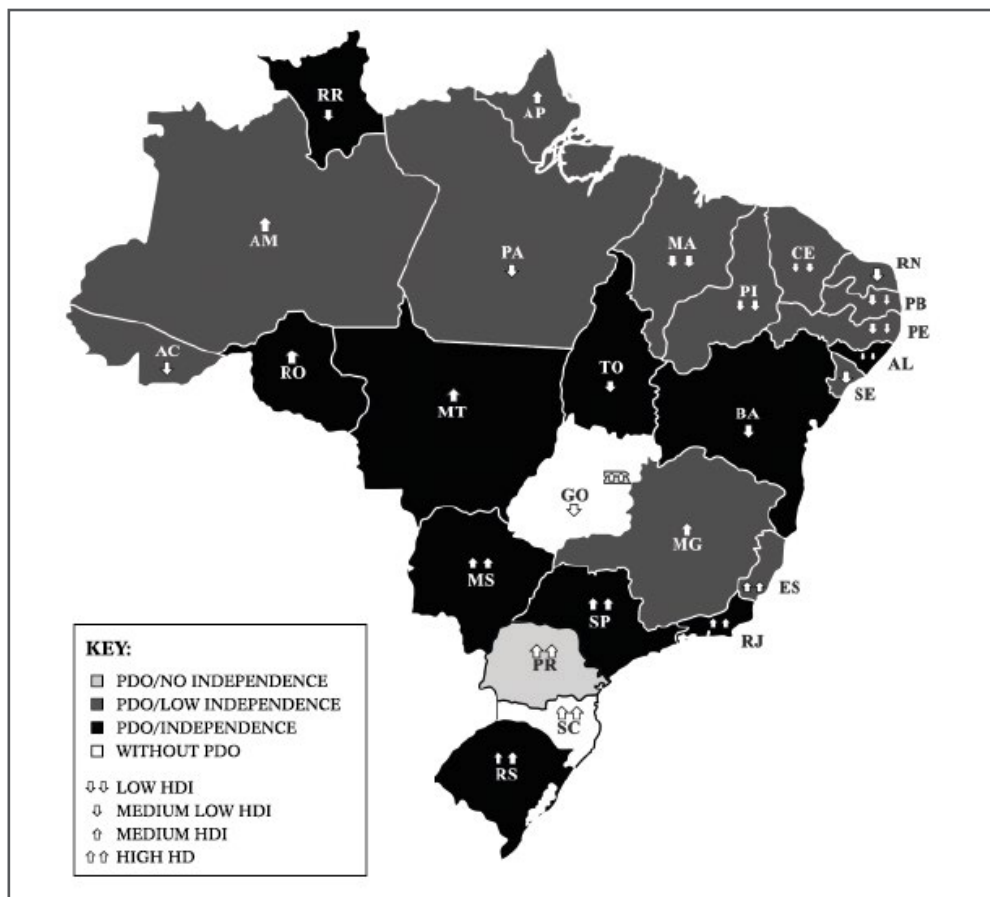 RR
AP
AM
PA
MA
CE
RN
PI
PB
PE
AC
AL
RO
TO
SE
MT
BA
GO
MG
MS
ES
SP
RJ
PR
SC
RS
KEY:
PDO/NO INDEPENDENCE
PDO/LOW INDEPENDENCE
PDO/INDEPENDENCE
WITHOUT PDO
LOW HDI
MEDIUM LOW HDI
MEDIUM HDI
HIGH HD